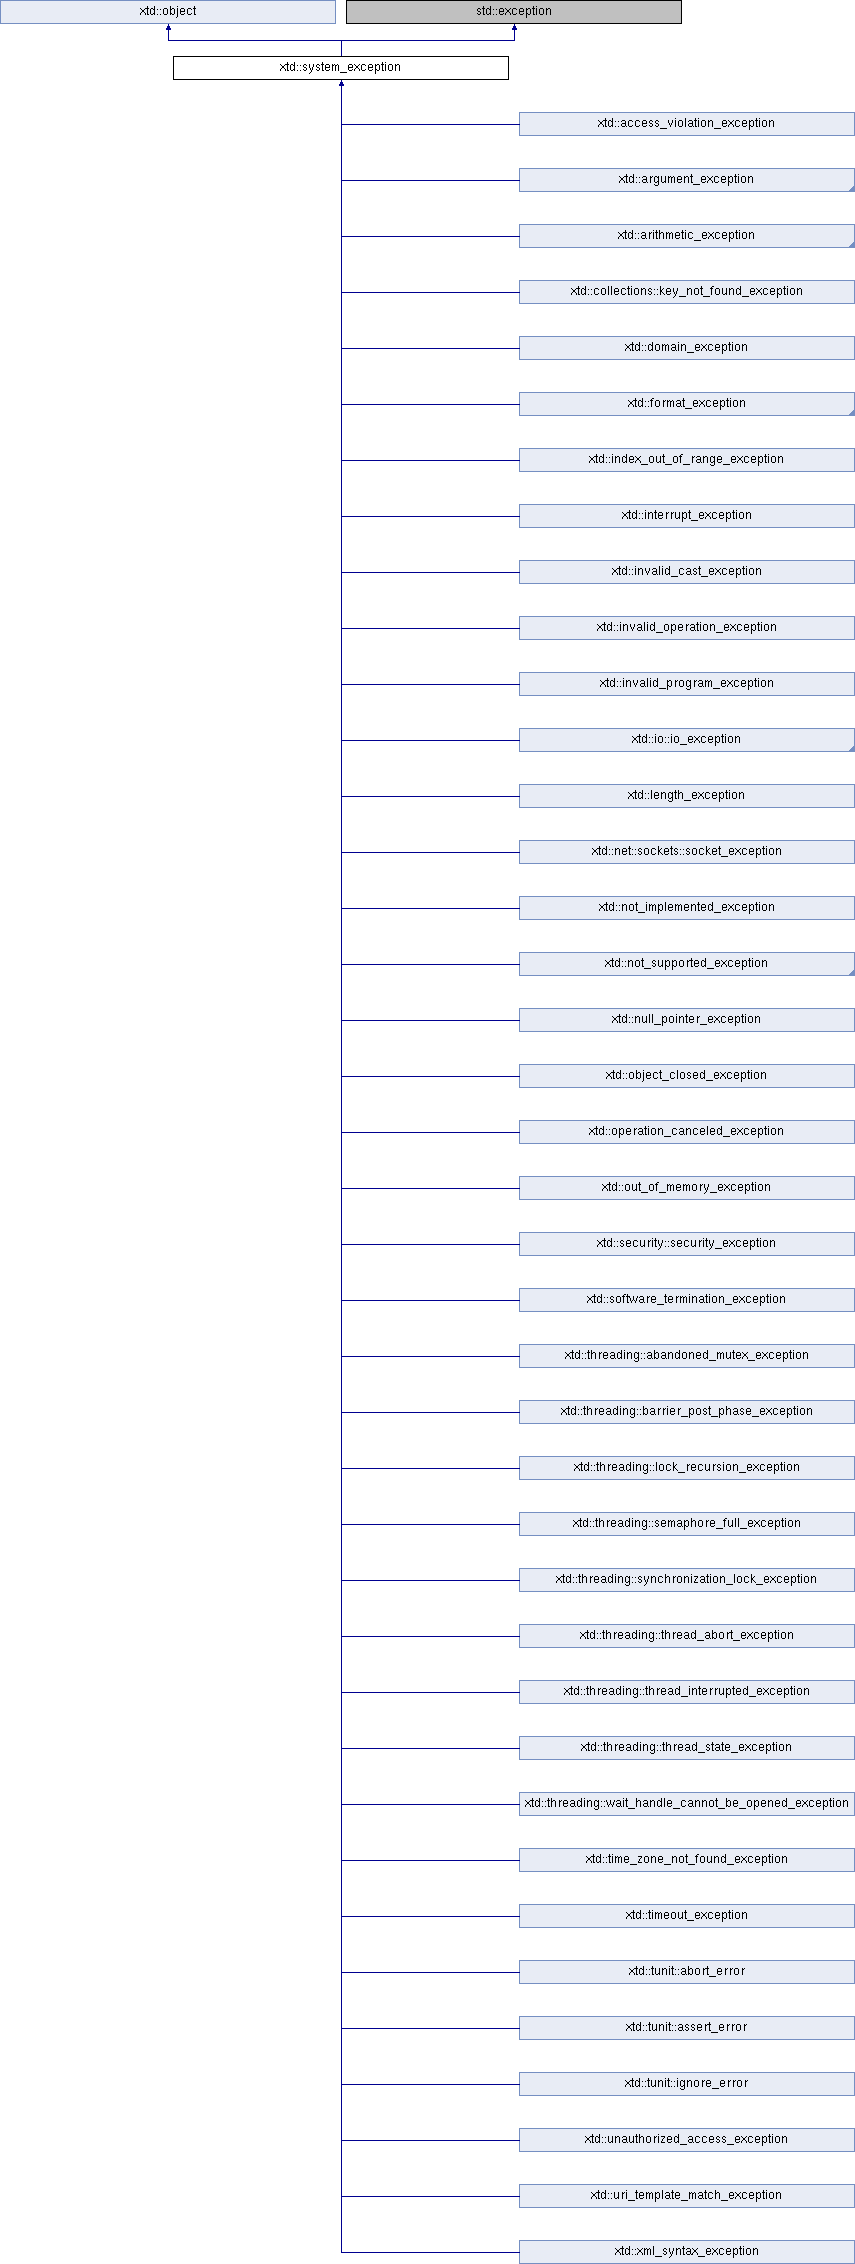 xtd::object
std::exception
xtd::system_exception
xtd::access_violation_exception
xtd::argument_exception
xtd::arithmetic_exception
xtd::collections::key_not_found_exception
xtd::domain_exception
xtd::format_exception
xtd::index_out_of_range_exception
xtd::interrupt_exception
xtd::invalid_cast_exception
xtd::invalid_operation_exception
xtd::invalid_program_exception
xtd::io::io_exception
xtd::length_exception
xtd::net::sockets::socket_exception
xtd::not_implemented_exception
xtd::not_supported_exception
xtd::null_pointer_exception
xtd::object_closed_exception
xtd::operation_canceled_exception
xtd::out_of_memory_exception
xtd::security::security_exception
xtd::software_termination_exception
xtd::threading::abandoned_mutex_exception
xtd::threading::barrier_post_phase_exception
xtd::threading::lock_recursion_exception
xtd::threading::semaphore_full_exception
xtd::threading::synchronization_lock_exception
xtd::threading::thread_abort_exception
xtd::threading::thread_interrupted_exception
xtd::threading::thread_state_exception
xtd::threading::wait_handle_cannot_be_opened_exception
xtd::time_zone_not_found_exception
xtd::timeout_exception
xtd::tunit::abort_error
xtd::tunit::assert_error
xtd::tunit::ignore_error
xtd::unauthorized_access_exception
xtd::uri_template_match_exception
xtd::xml_syntax_exception